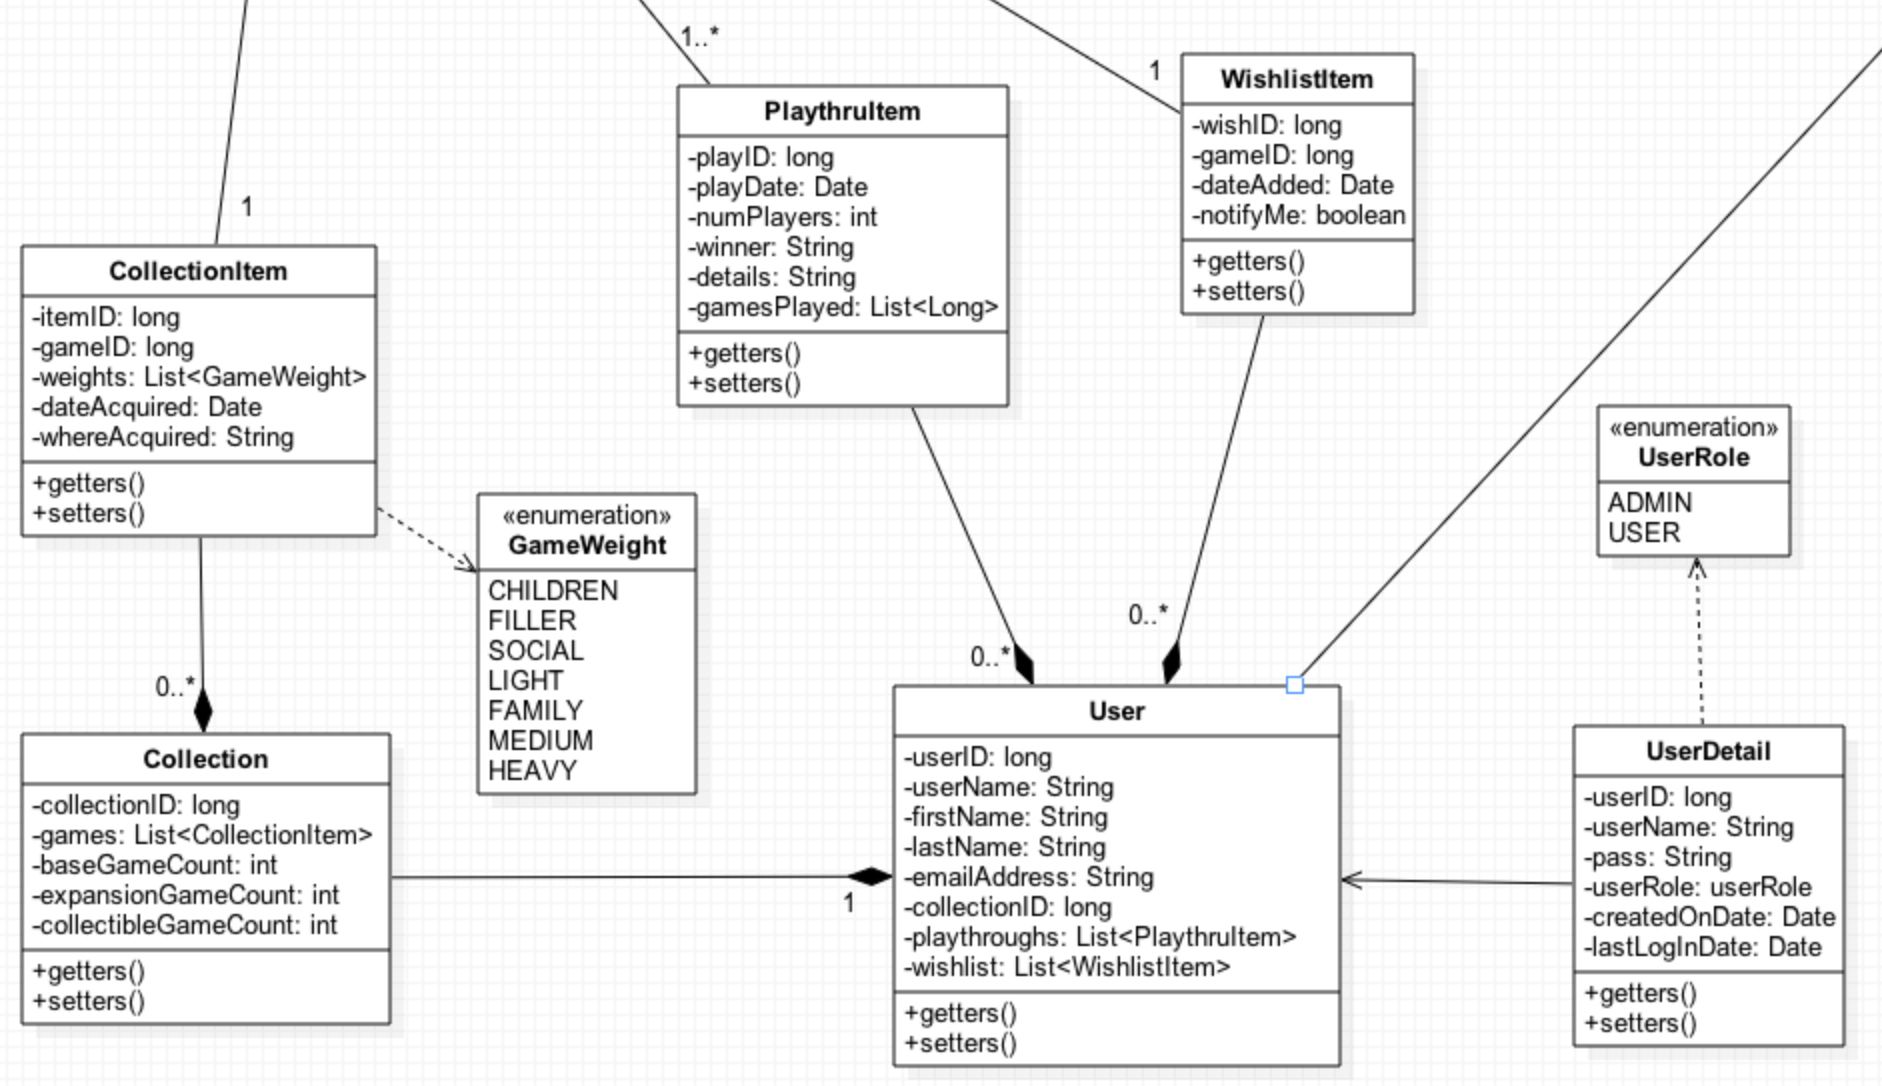 1..*
1
WishlistItem
-wishID: long
-gameID: long
-dateAdded: Date
-notifyMe: boolean
+getters()
+setters()
PlaythruItem
-playID: long
-playDate: Date
-numPlayers: int
-winner: String
-details: String
-gamesPlayed: List<Long>
+getters()
+setters()
1
CollectionItem
-itemID: long
-gameID: long
-weights: List<GameWeight>
-dateAcquired: Date
-whereAcquired: String
+getters()
+setters()
«enumeration»
UserRole
ADMIN
USER
«enumeration»
GameWeight
CHILDREN
FILLER
SOCIAL
LIGHT
FAMILY
MEDIUM
HEAVY
0..*
0..*
0..*
Collection
-collectionID: long
-games: List<CollectionItem>
-baseGameCount: int
-expansionGameCount: int
-collectibleGameCount: int
+getters()
+setters()
1
User
-userID: long
-userName: String
-firstName: String
-lastName: String
-emailAddress: String
-collectionID: long
-playthroughs: List<PlaythruItem>
-wishlist: List<WishlistItem>
+getters()
+setters()
UserDetail
-userID: long
-userName: String
-pass: String
-userRole: userRole
-createdOnDate: Date
-lastLogInDate: Date
+getters()
+setters()